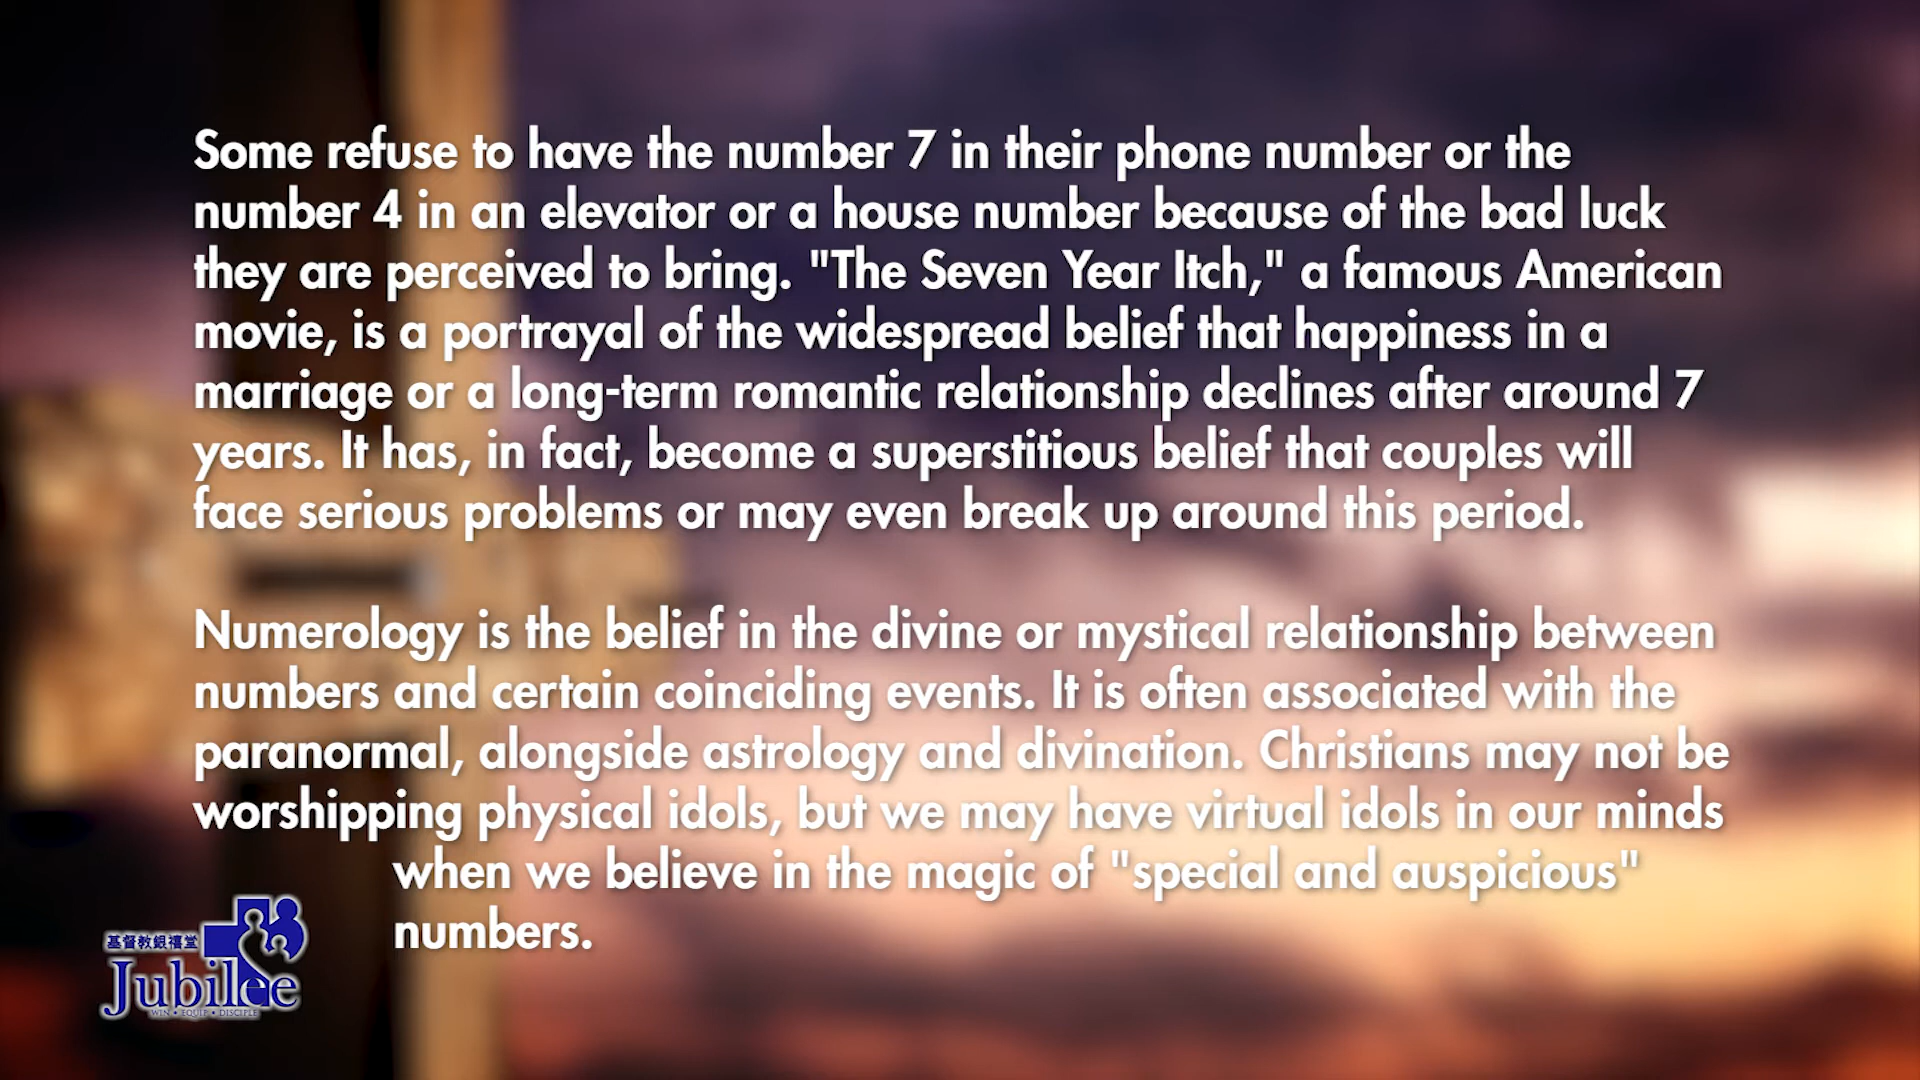 Some refuse to have the number 7 in their phone number or the
number 4 in an elevator or a house number because of the bad luck
they are perceived to bring. "The Seven Year Itch," a famous American
movie, is a portrayal of the widespread belief that happiness in a
marriage or a long-term romantic relationship declines after around 7
years. It has, in fact, become a superstitious belief that couples will
face serious problems or may even break up around this period.
Numerology is the belief in the divine or mystical relationship between
numbers and certain coinciding events. It is often associated with the
paranormal, alongside astrology and divination. Christians may not be
worshipping physical idols, but we may have virtual idols in our minds
when we believe in the magic of "special and auspicious"
numbers.
基督教銀禧堂
Jubilee
WIN • EQUIP • DISCIPLE